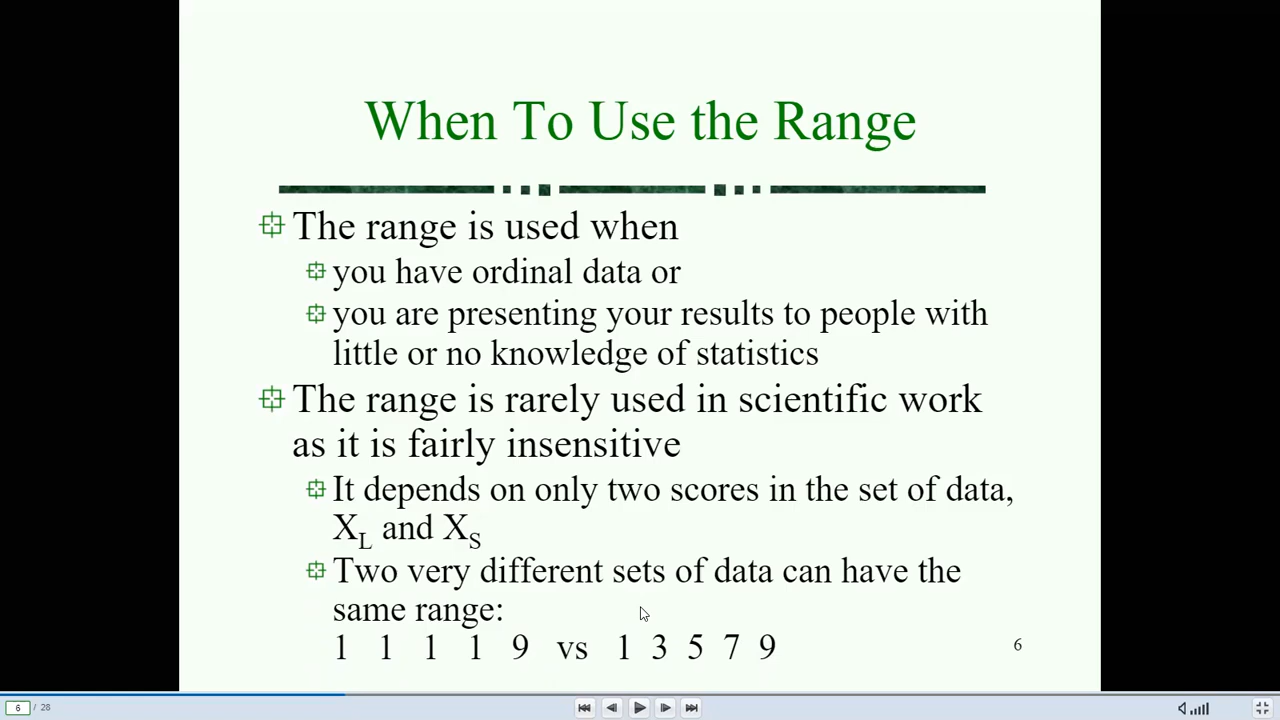 When To Use the Range
The range is used when
you have ordinal data or
you are presenting your results to people with
little or no knowledge of statistics
The range is rarely used in scientific work
as it is fairly insensitive
It depends on only two scores in the set of data,
XL and XS
Two very different sets of data can have the
same range:
1 1 1 1 9 vs 1 3 5 7 9
6
6 / 28